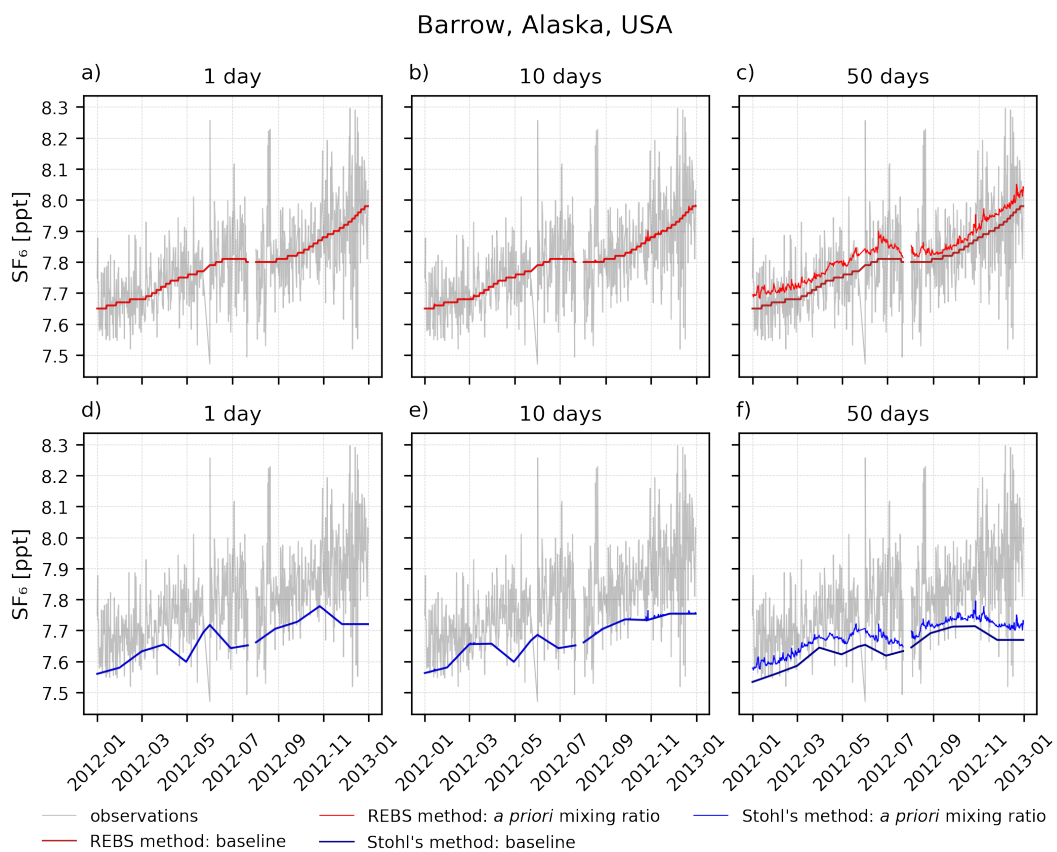 Barrow, Alaska, USA
a) 1 day
b) 10 days
c) 50 days
SF₆ [ppt]
8.3
8.2
8.1
8.0
7.9
7.8
7.7
7.6
7.5
d) 1 day
e) 10 days
f) 50 days
SF₆ [ppt]
8.3
8.2
8.1
8.0
7.9
7.8
7.7
7.6
7.5
2012-01 2012-03 2012-05 2012-07 2012-09 2012-11 2013-01
2012-01 2012-03 2012-05 2012-07 2012-09 2012-11 2013-01
2012-01 2012-03 2012-05 2012-07 2012-09 2012-11 2013-01
observations
REBS method: baseline
REBS method: a priori mixing ratio
Stohl's method: baseline
Stohl's method: a priori mixing ratio